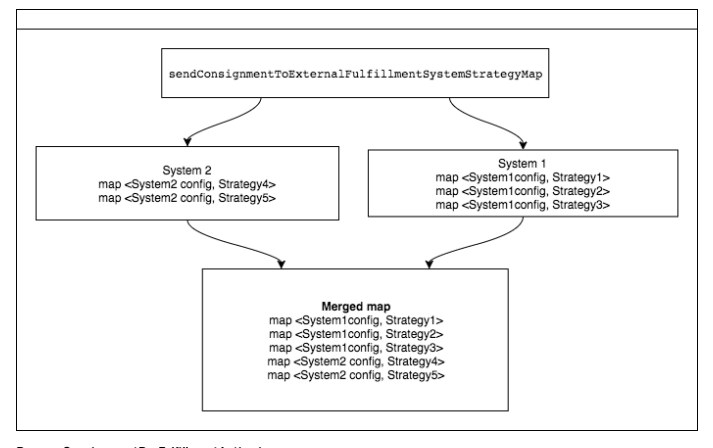 sendConsignmentToExternalFulfillmentSystemStrategyMap
System 2
map <System2 config, Strategy4>
map <System2 config, Strategy5>
System 1
map <System1config, Strategy1>
map <System1config, Strategy2>
map <System1config, Strategy3>
Merged map
map <System1config, Strategy1>
map <System1config, Strategy2>
map <System1config, Strategy3>
map <System2 config, Strategy4>
map <System2 config, Strategy5>